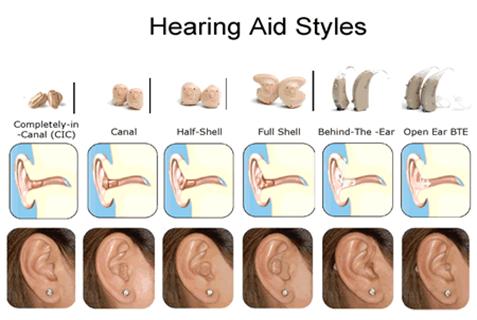 Hearing Aid Styles
Completely-in
-Canal (CIC)
Canal
Half-Shell
Full Shell
Behind-The -Ear
Open Ear BTE